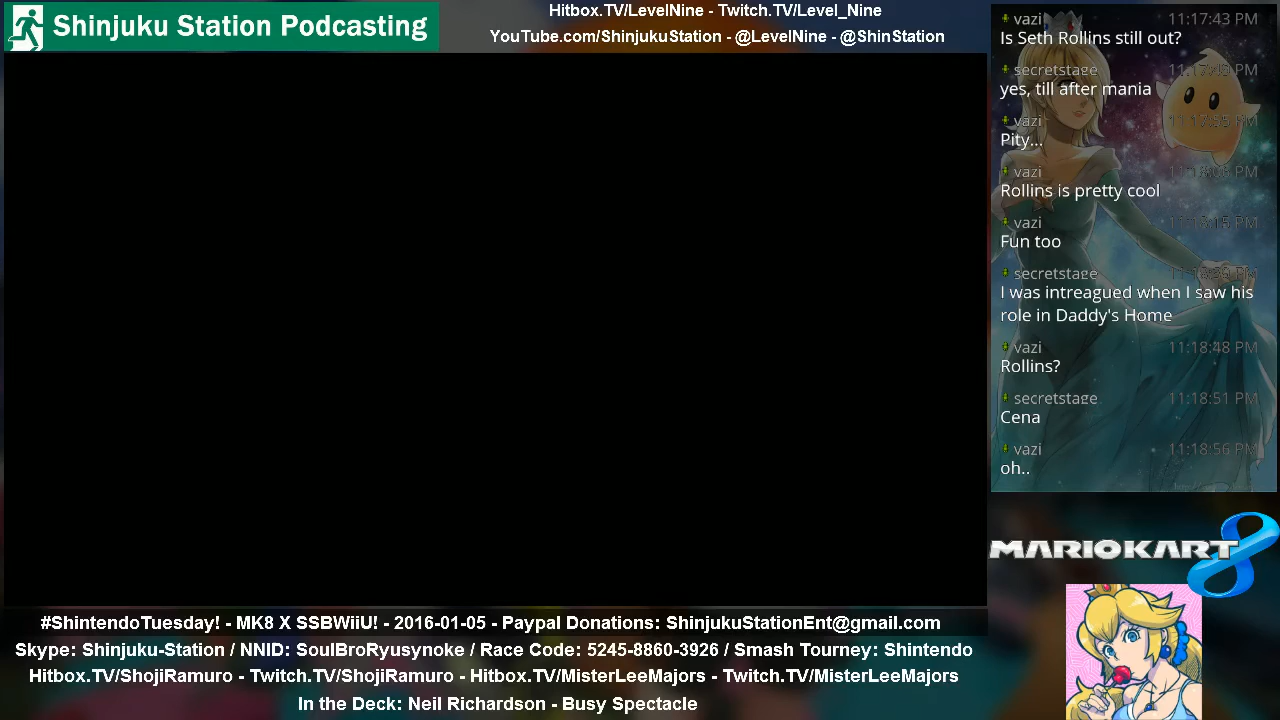 Shinjuku Station Podcasting
Hitbox.TV/LevelNine - Twitch.TV/Level_Nine
YouTube.com/ShinjukuStation - @LevelNine - @ShinStation
vazi 11:17:43 PM
Is Seth Rollins still out?
secretstage
yes, till after mania
vazi
Pity...
vazi
Rollins is pretty cool
vazi
Fun too
secretstage
I was intreagued when I saw his
role in Daddy's Home
vazi 11:18:48 PM
Rollins?
secretstage 11:18:51 PM
Cena
vazi 11:18:56 PM
oh..
MARIOKART 8
#ShintendoTuesday! - MK8 X SSBWiiU! - 2016-01-05 - Paypal Donations: ShinjukuStationEnt@gmail.com
Skype: Shinjuku-Station / NNID: SoulBroRyusynoke / Race Code: 5245-8860-3926 / Smash Tourney: Shintendo
Hitbox.TV/ShojiRamuro - Twitch.TV/ShojiRamuro - Hitbox.TV/MisterLeeMajors - Twitch.TV/MisterLeeMajors
In the Deck: Neil Richardson - Busy Spectacle